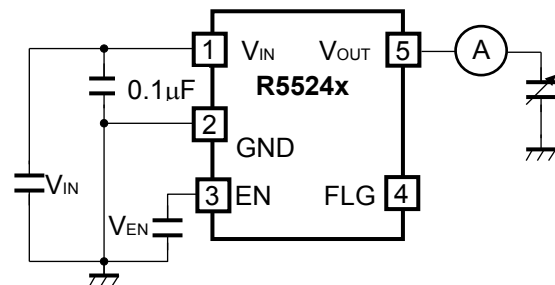 1 VIN VOUT 5 A
0.1μF R5524x
2
GND
VIN 3 EN FLG 4
VEN